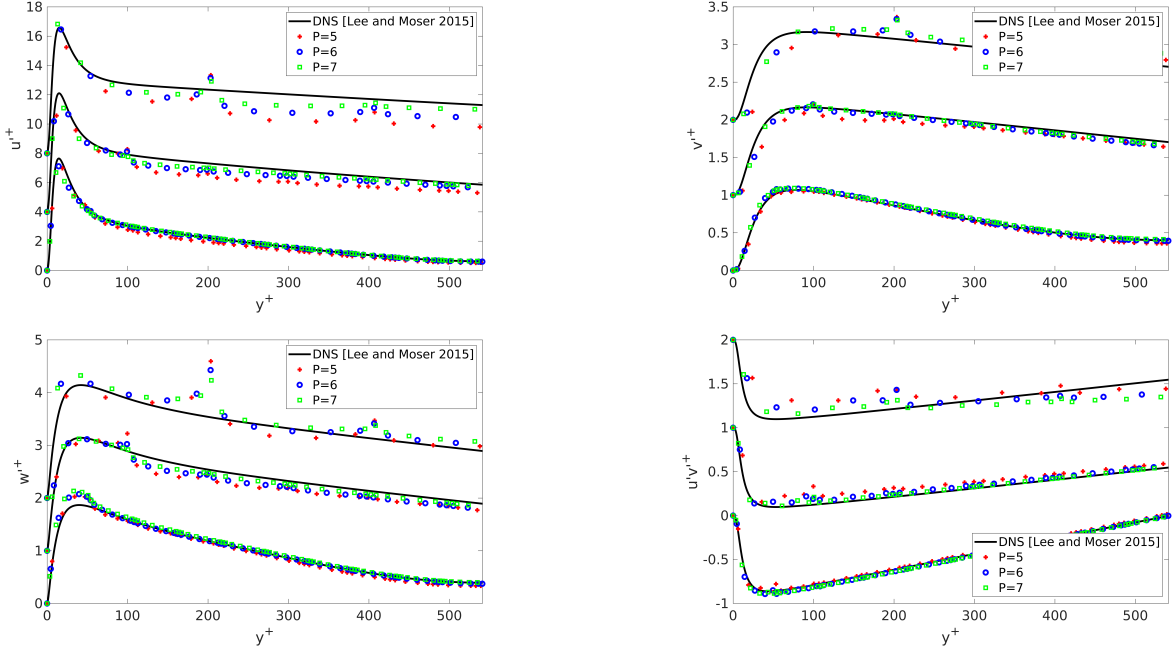 18
16
14
12
10
8
6
4
2
0
u'+
0
100
200
300
400
500
y+
DNS [Lee and Moser 2015]
P=5
P=6
P=7
3.5
3
2.5
2
1.5
1
0.5
0
v'+
0
100
200
300
400
500
y+
DNS [Lee and Moser 2015]
P=5
P=6
P=7
5
4
3
2
1
0
w'+
0
100
200
300
400
500
y+
DNS [Lee and Moser 2015]
P=5
P=6
P=7
2
1.5
1
0.5
0
-0.5
-1
u'v'+
0
100
200
300
400
500
y+
DNS [Lee and Moser 2015]
P=5
P=6
P=7